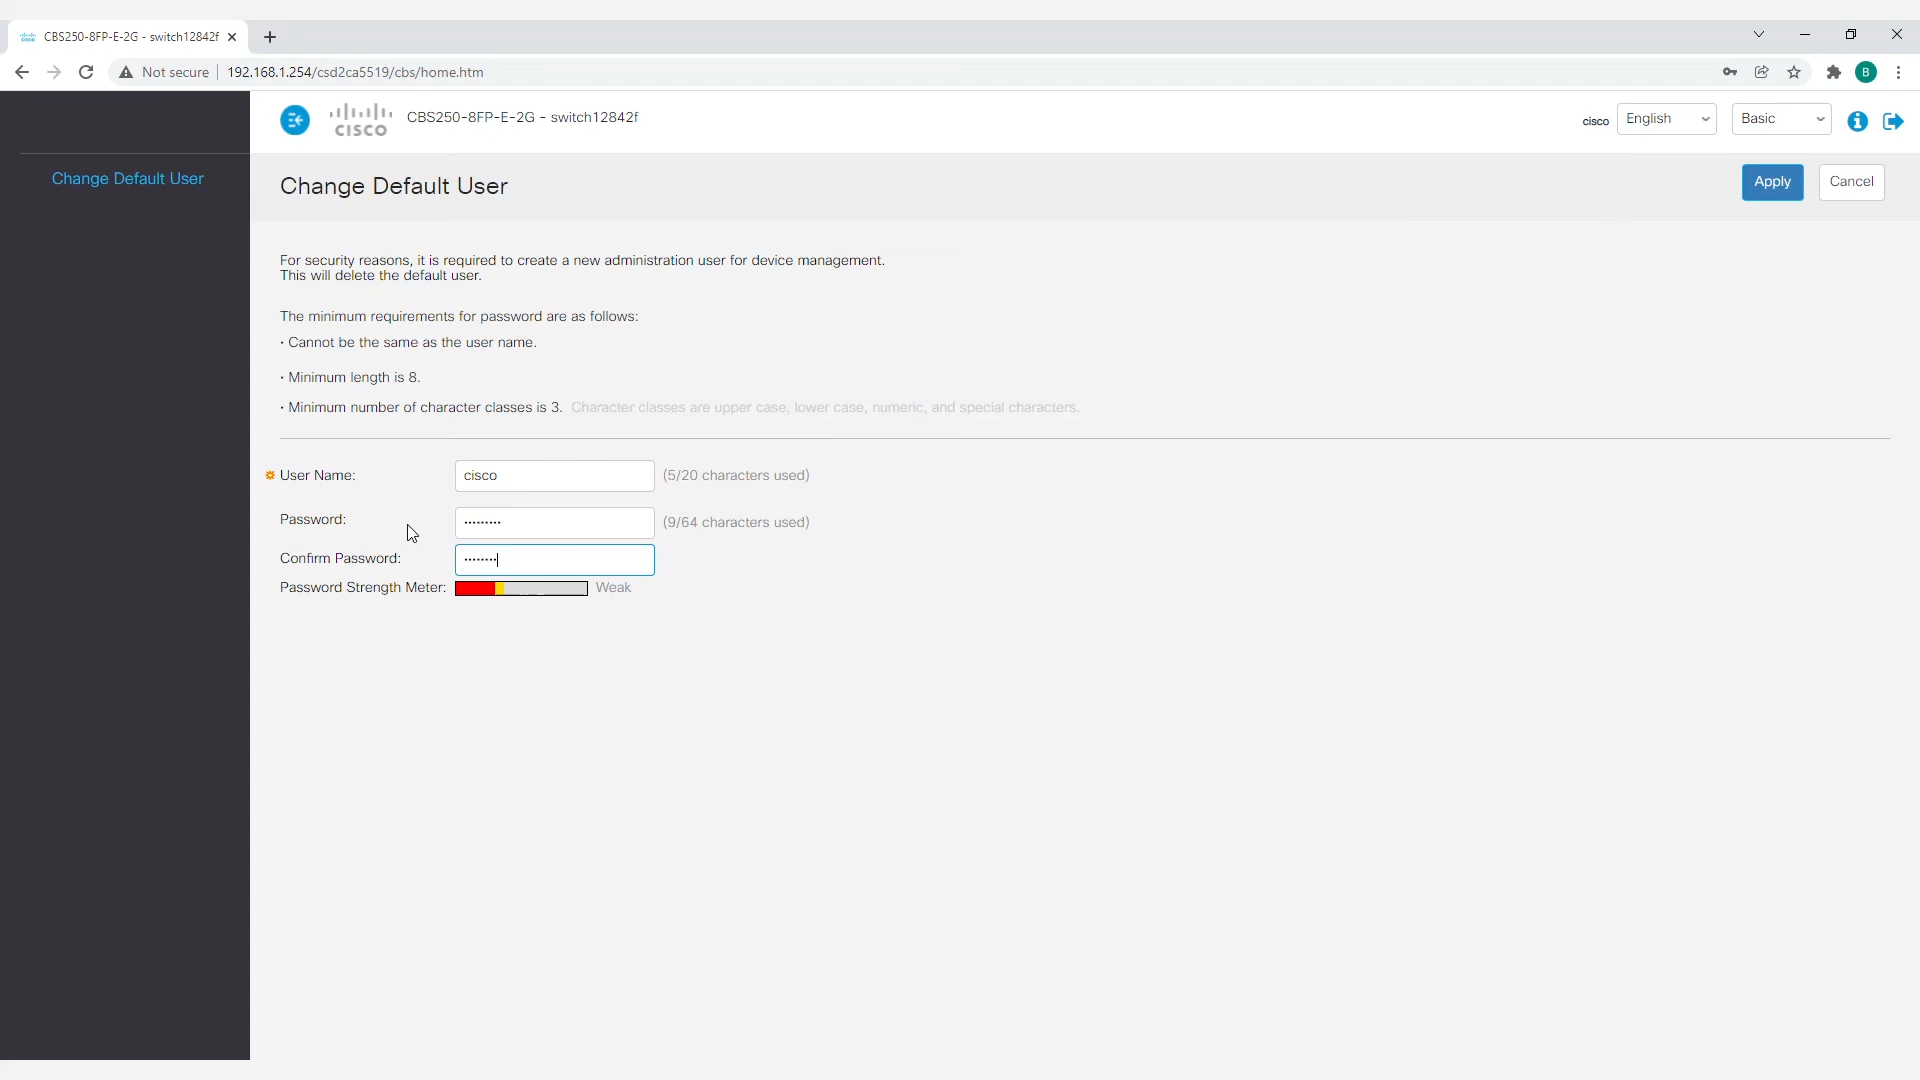 CBS250-8FP-E-2G - switch12842f
Not secure
192.168.1.254/csd2ca5519/cbs/home.htm
B
CISCO
CBS250-8FP-E-2G - switch12842f
cisco
English
Basic
Change Default User
Change Default User
Apply
Cancel
For security reasons, it is required to create a new administration user for device management.
This will delete the default user.
The minimum requirements for password are as follows:
• Cannot be the same as the user name.
• Minimum length is 8.
• Minimum number of character classes is 3. Character classes are upper case, lower case, numeric, and special characters.
User Name:
cisco
(5/20 characters used)
Password:
•••••••••
(9/64 characters used)
Confirm Password:
••••••••
Password Strength Meter:
Weak